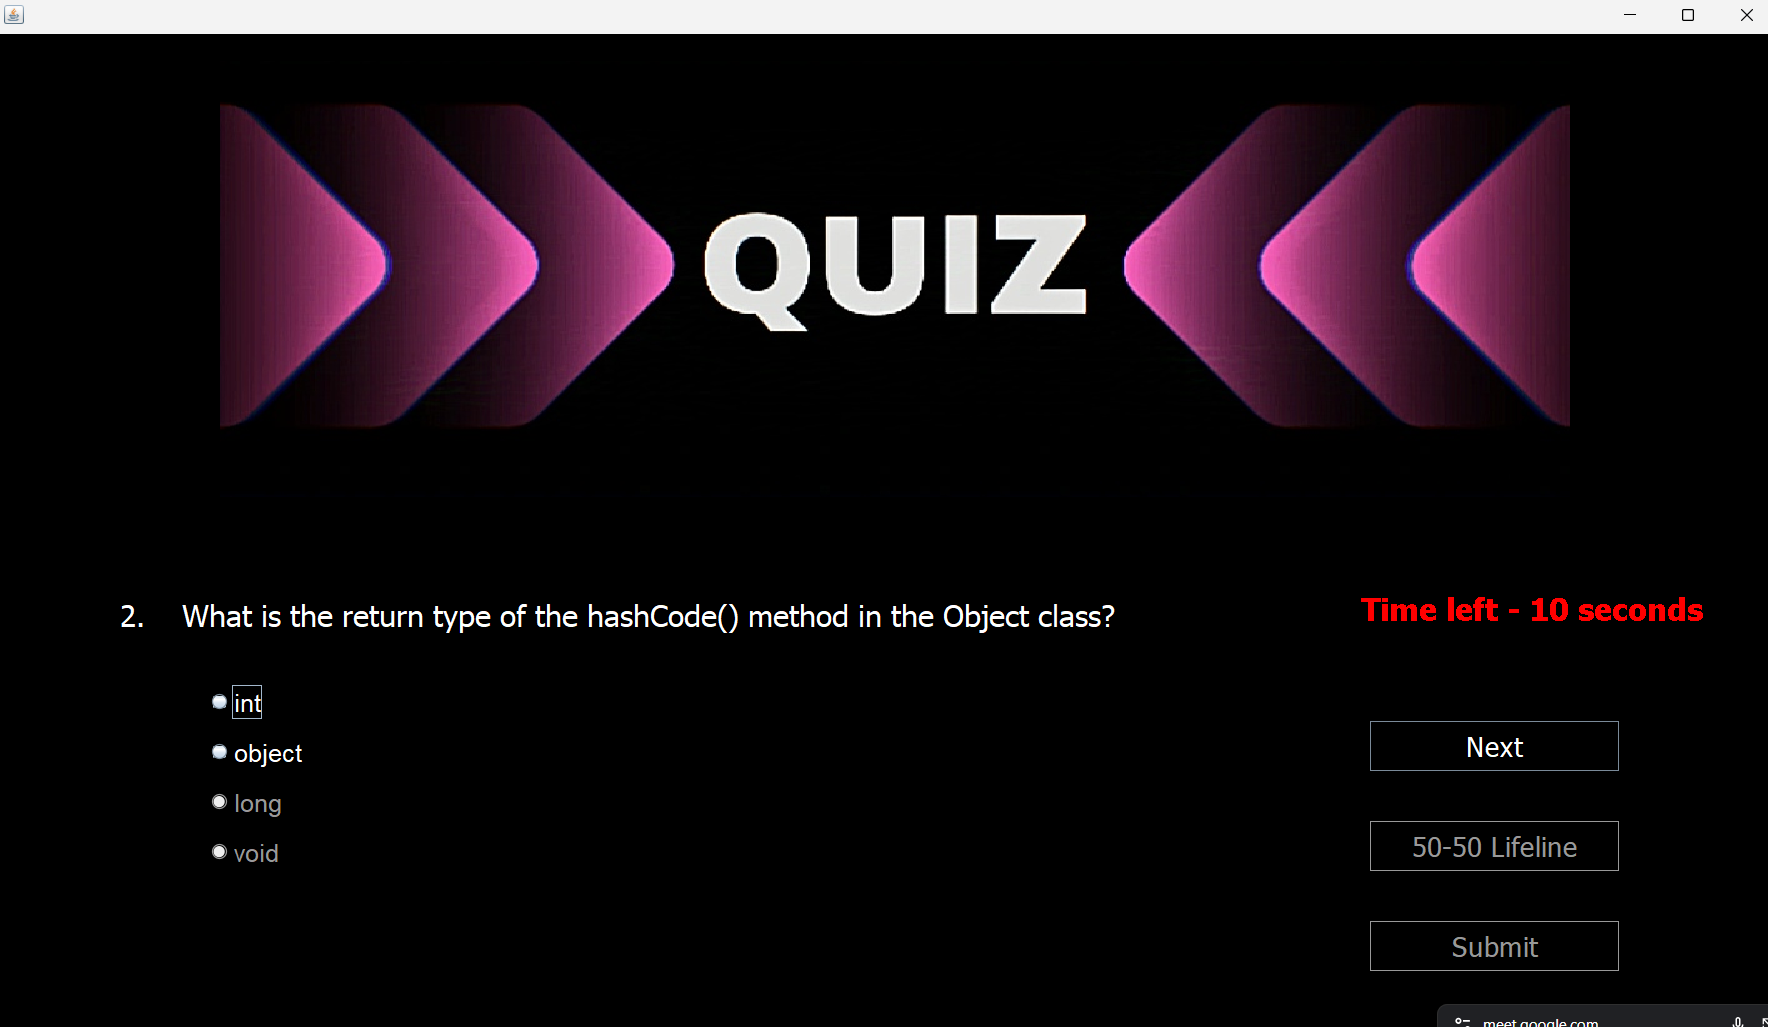 QUIZ
2. What is the return type of the hashCode() method in the Object class?
Time left - 10 seconds
int
object
long
void
Next
50-50 Lifeline
Submit
meet.google.com